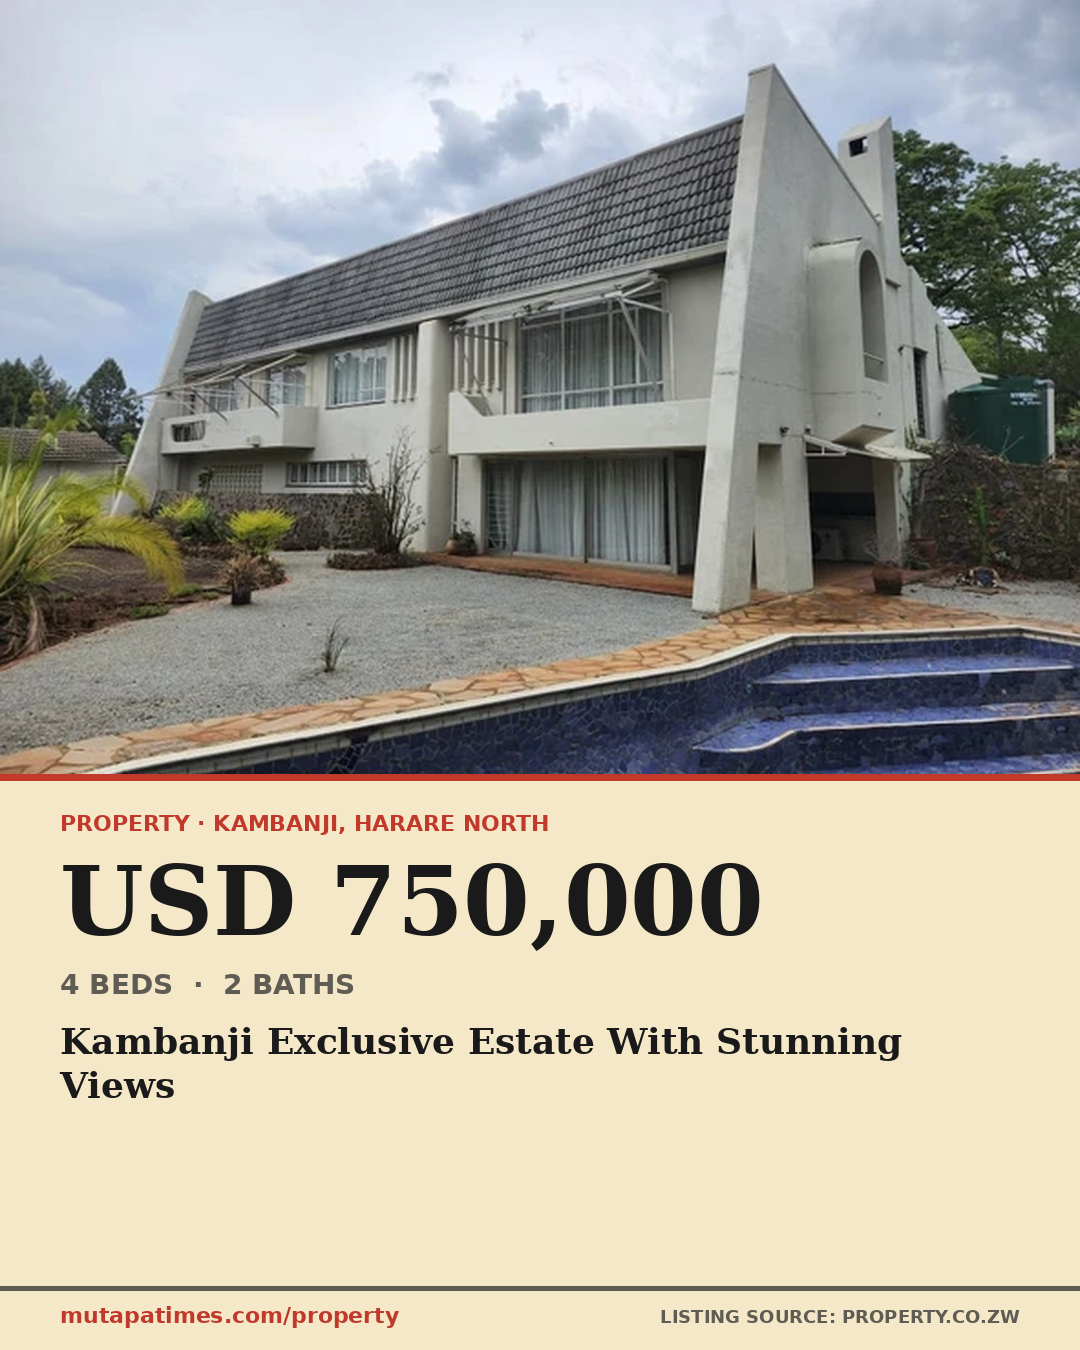 PROPERTY · KAMBANJI, HARARE NORTH
USD 750,000
4 BEDS · 2 BATHS
Kambanji Exclusive Estate With Stunning
Views
mutapatimes.com/property
LISTING SOURCE: PROPERTY.CO.ZW